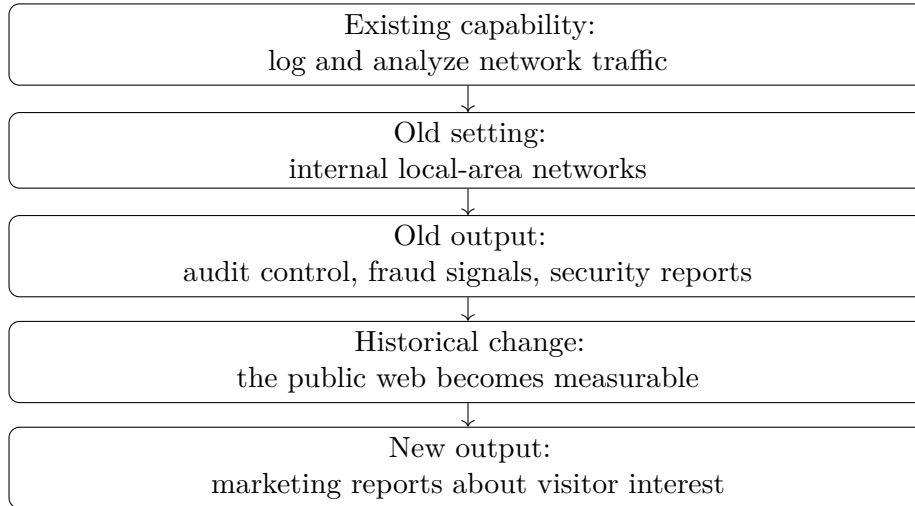 Existing capability:
log and analyze network traffic
Old setting:
internal local-area networks
Old output:
audit control, fraud signals, security reports
Historical change:
the public web becomes measurable
New output:
marketing reports about visitor interest